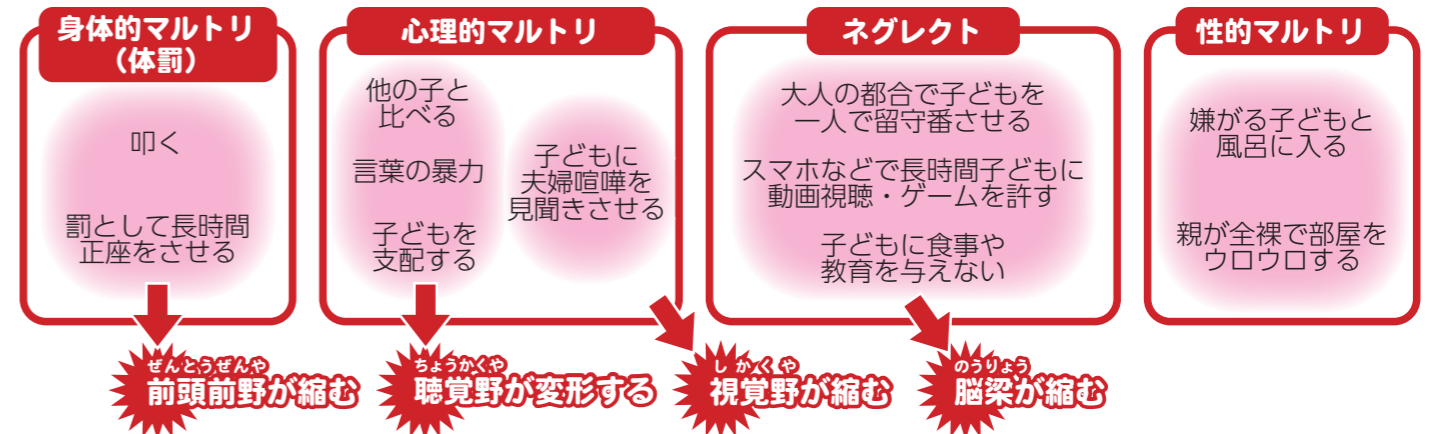 身体的マルトリ
（体罰）
叩く
罰として長時間
正座をさせる
ぜんとうぜんや
前頭前野が縮む
心理的マルトリ
他の子と
比べる
言葉の暴力
子どもを
支配する
子どもに
夫婦喧嘩を
見聞きさせる
ちょうかくや
聴覚野が変形する
しかくや
視覚野が縮む
ネグレクト
大人の都合で子どもを
一人で留守番させる
スマホなどで長時間子どもに
動画視聴・ゲームを許す
子どもに食事や
教育を与えない
のうりょう
脳梁が縮む
性的マルトリ
嫌がる子どもと
風呂に入る
親が全裸で部屋を
ウロウロする